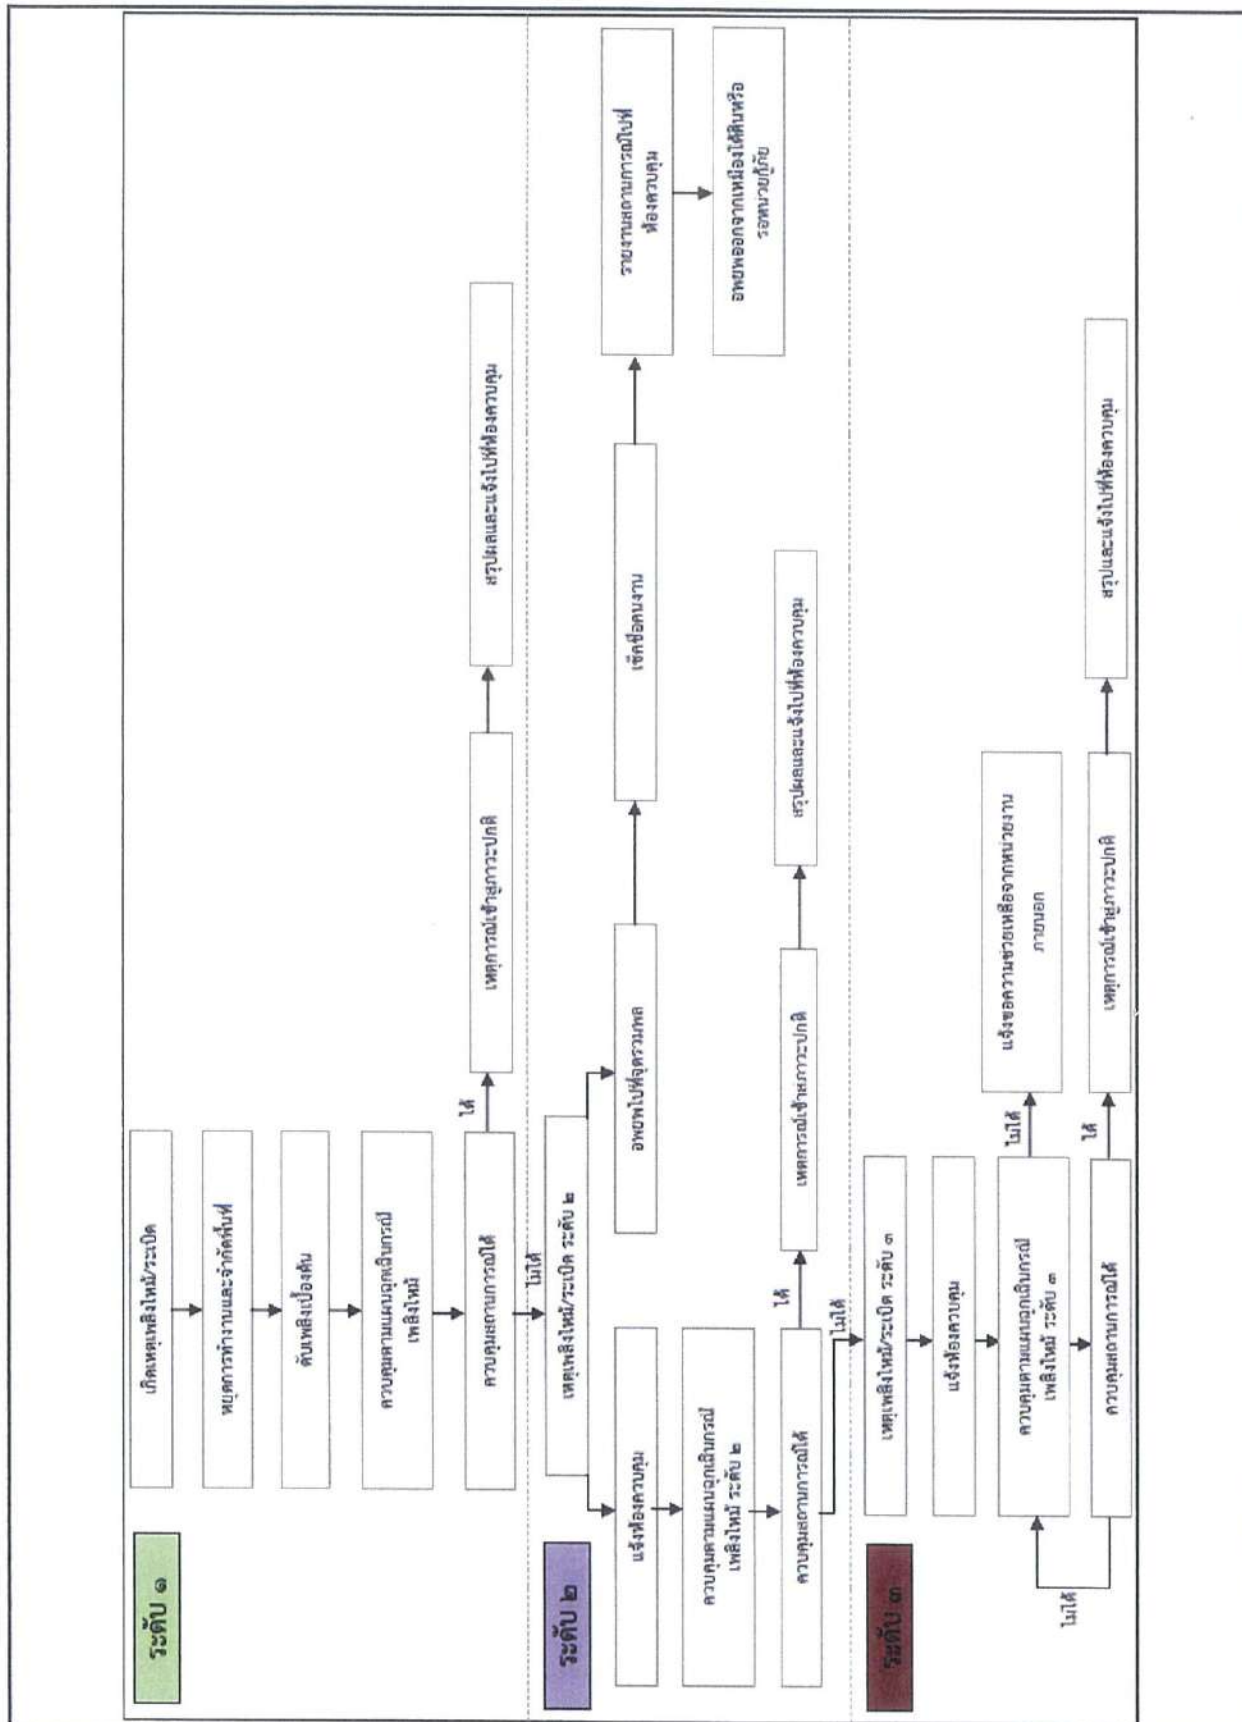 ระดับ ๑
เกิดเหตุเพลิงไหม้/ระเบิด
หยุดการทำงานและจำกัดพื้นที่
ดับเพลิงเบื้องต้น
ควบคุมตามแผนฉุกเฉินกรณี
เพลิงไหม้
ควบคุมสถานการณ์ได้
ได้
เหตุการณ์เข้าสู่ภาวะปกติ
สรุปผลและแจ้งไปที่ห้องควบคุม
ไม่ได้
ระดับ ๒
เหตุเพลิงไหม้/ระเบิด ระดับ ๒
อพยพไปที่จุดรวมพล
เช็คชื่อคนงาน
รายงานสถานการณ์ไปที่
ห้องควบคุม
อพยพออกจากเหมืองใต้ดินหรือ
รอหน่วยกู้ภัย
แจ้งห้องควบคุม
ควบคุมตามแผนฉุกเฉินกรณี
เพลิงไหม้ ระดับ ๒
ควบคุมสถานการณ์ได้
ได้
เหตุการณ์เข้าสู่ภาวะปกติ
สรุปผลและแจ้งไปที่ห้องควบคุม
ไม่ได้
ระดับ ๓
เหตุเพลิงไหม้/ระเบิด ระดับ ๓
แจ้งห้องควบคุม
ควบคุมตามแผนฉุกเฉินกรณี
เพลิงไหม้ ระดับ ๓
ไม่ได้
แจ้งขอความช่วยเหลือจากหน่วยงาน
ภายนอก
ควบคุมสถานการณ์ได้
ไม่ได้
ได้
เหตุการณ์เข้าสู่ภาวะปกติ
สรุปและแจ้งไปที่ห้องควบคุม